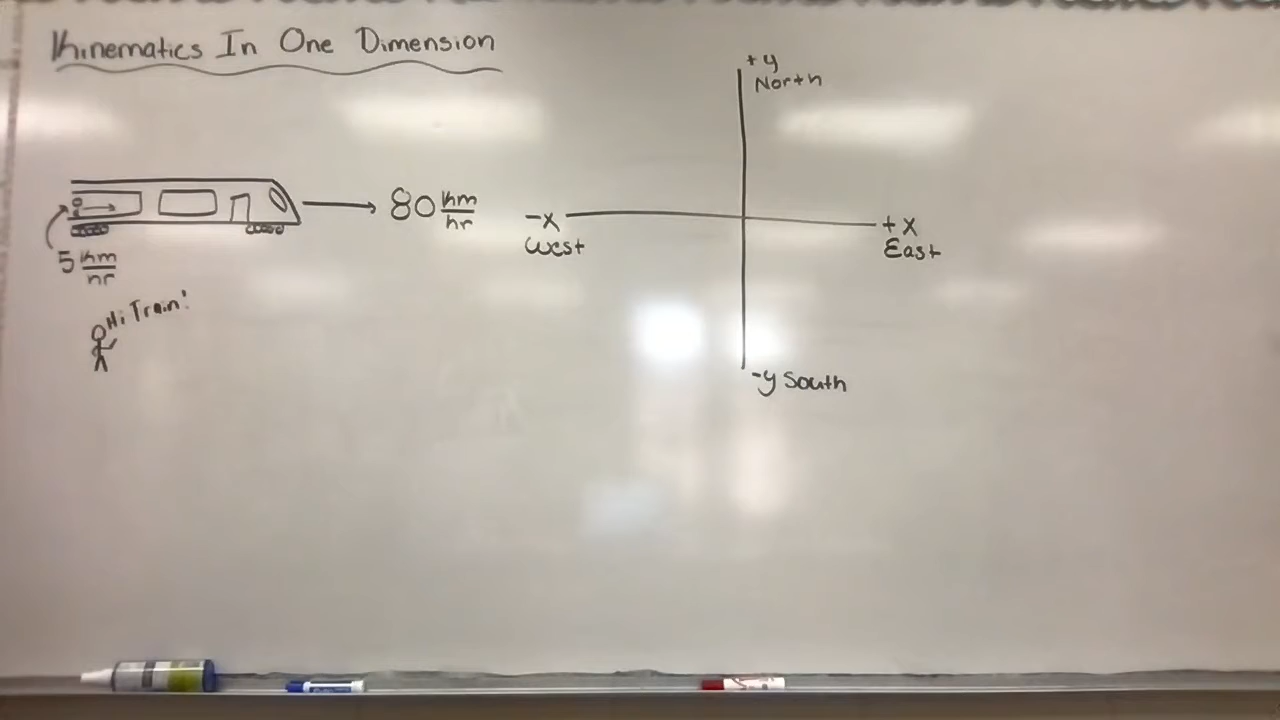 Kinematics In One Dimension
80 km/hr
5 km/hr
Hi Train!
+y
North
-x
West
+x
East
-y South